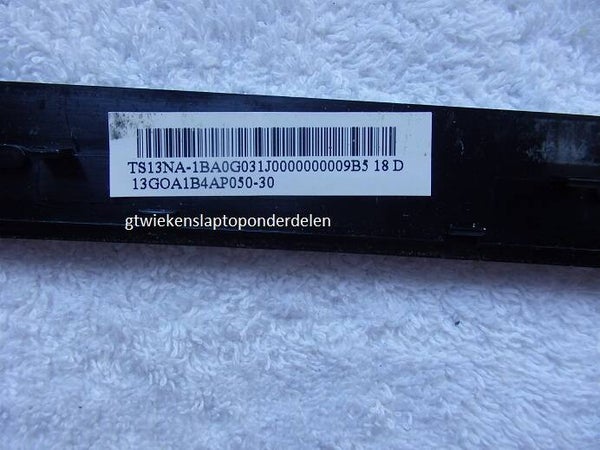 TS13NA-1BA0G031J0000000009B5 18 D
13GOA1B4AP050-30
gtwiekenslaptoponderdelen